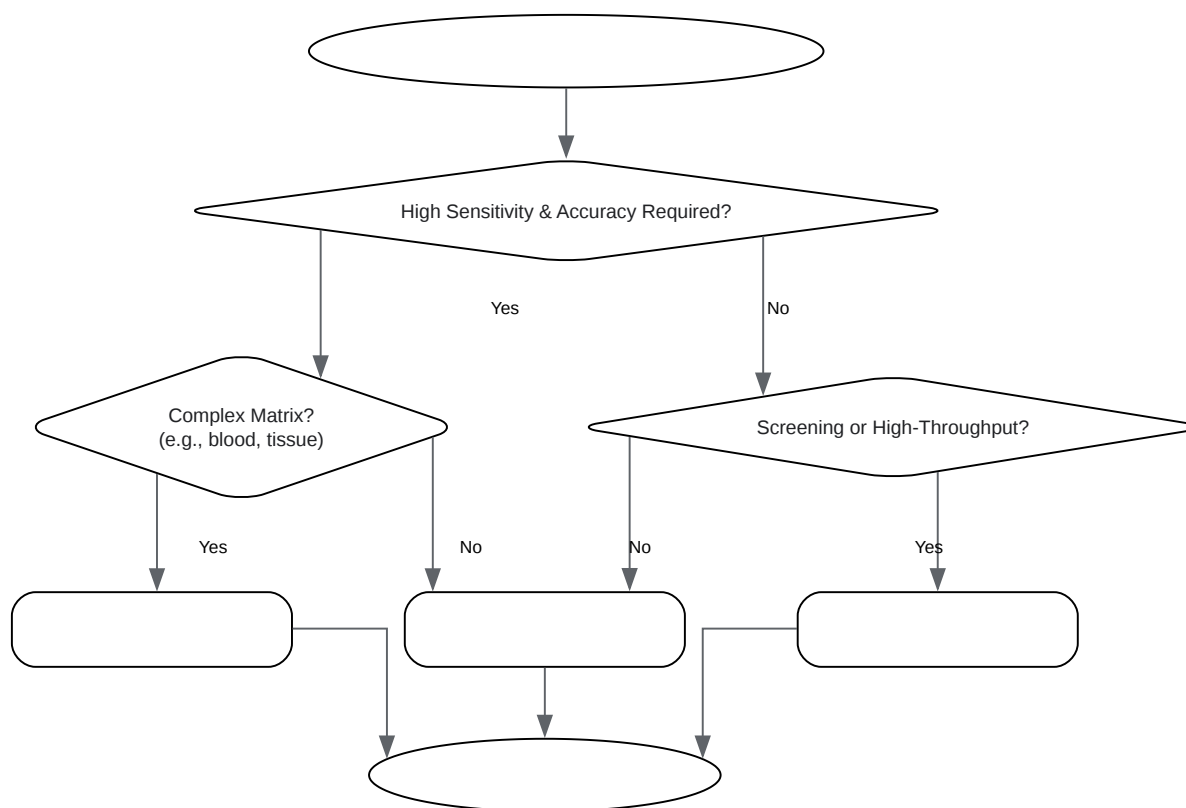 High Sensitivity & Accuracy Required?
Yes
No
Complex Matrix?
(e.g., blood, tissue)
Screening or High-Throughput?
Yes
No
No
Yes